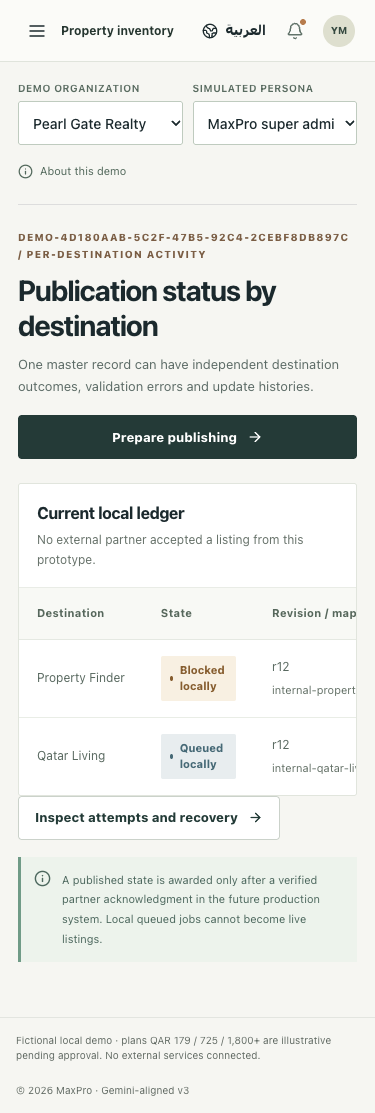 Property inventory
العربية
YM
DEMO ORGANIZATION
SIMULATED PERSONA
Pearl Gate Realty
MaxPro super admi
About this demo
DEMO-4D180AAB-5C2F-47B5-92C4-2CEBF8DB897C
/ PER-DESTINATION ACTIVITY
Publication status by
destination
One master record can have independent destination
outcomes, validation errors and update histories.
Prepare publishing
Current local ledger
No external partner accepted a listing from this
prototype.
Destination State Revision / map
Property Finder
Blocked
locally
r12
internal-propert
Qatar Living
Queued
locally
r12
internal-qatar-li
Inspect attempts and recovery
A published state is awarded only after a verified
partner acknowledgment in the future production
system. Local queued jobs cannot become live
listings.
Fictional local demo · plans QAR 179 / 725 / 1,800+ are illustrative
pending approval. No external services connected.
© 2026 MaxPro · Gemini-aligned v3